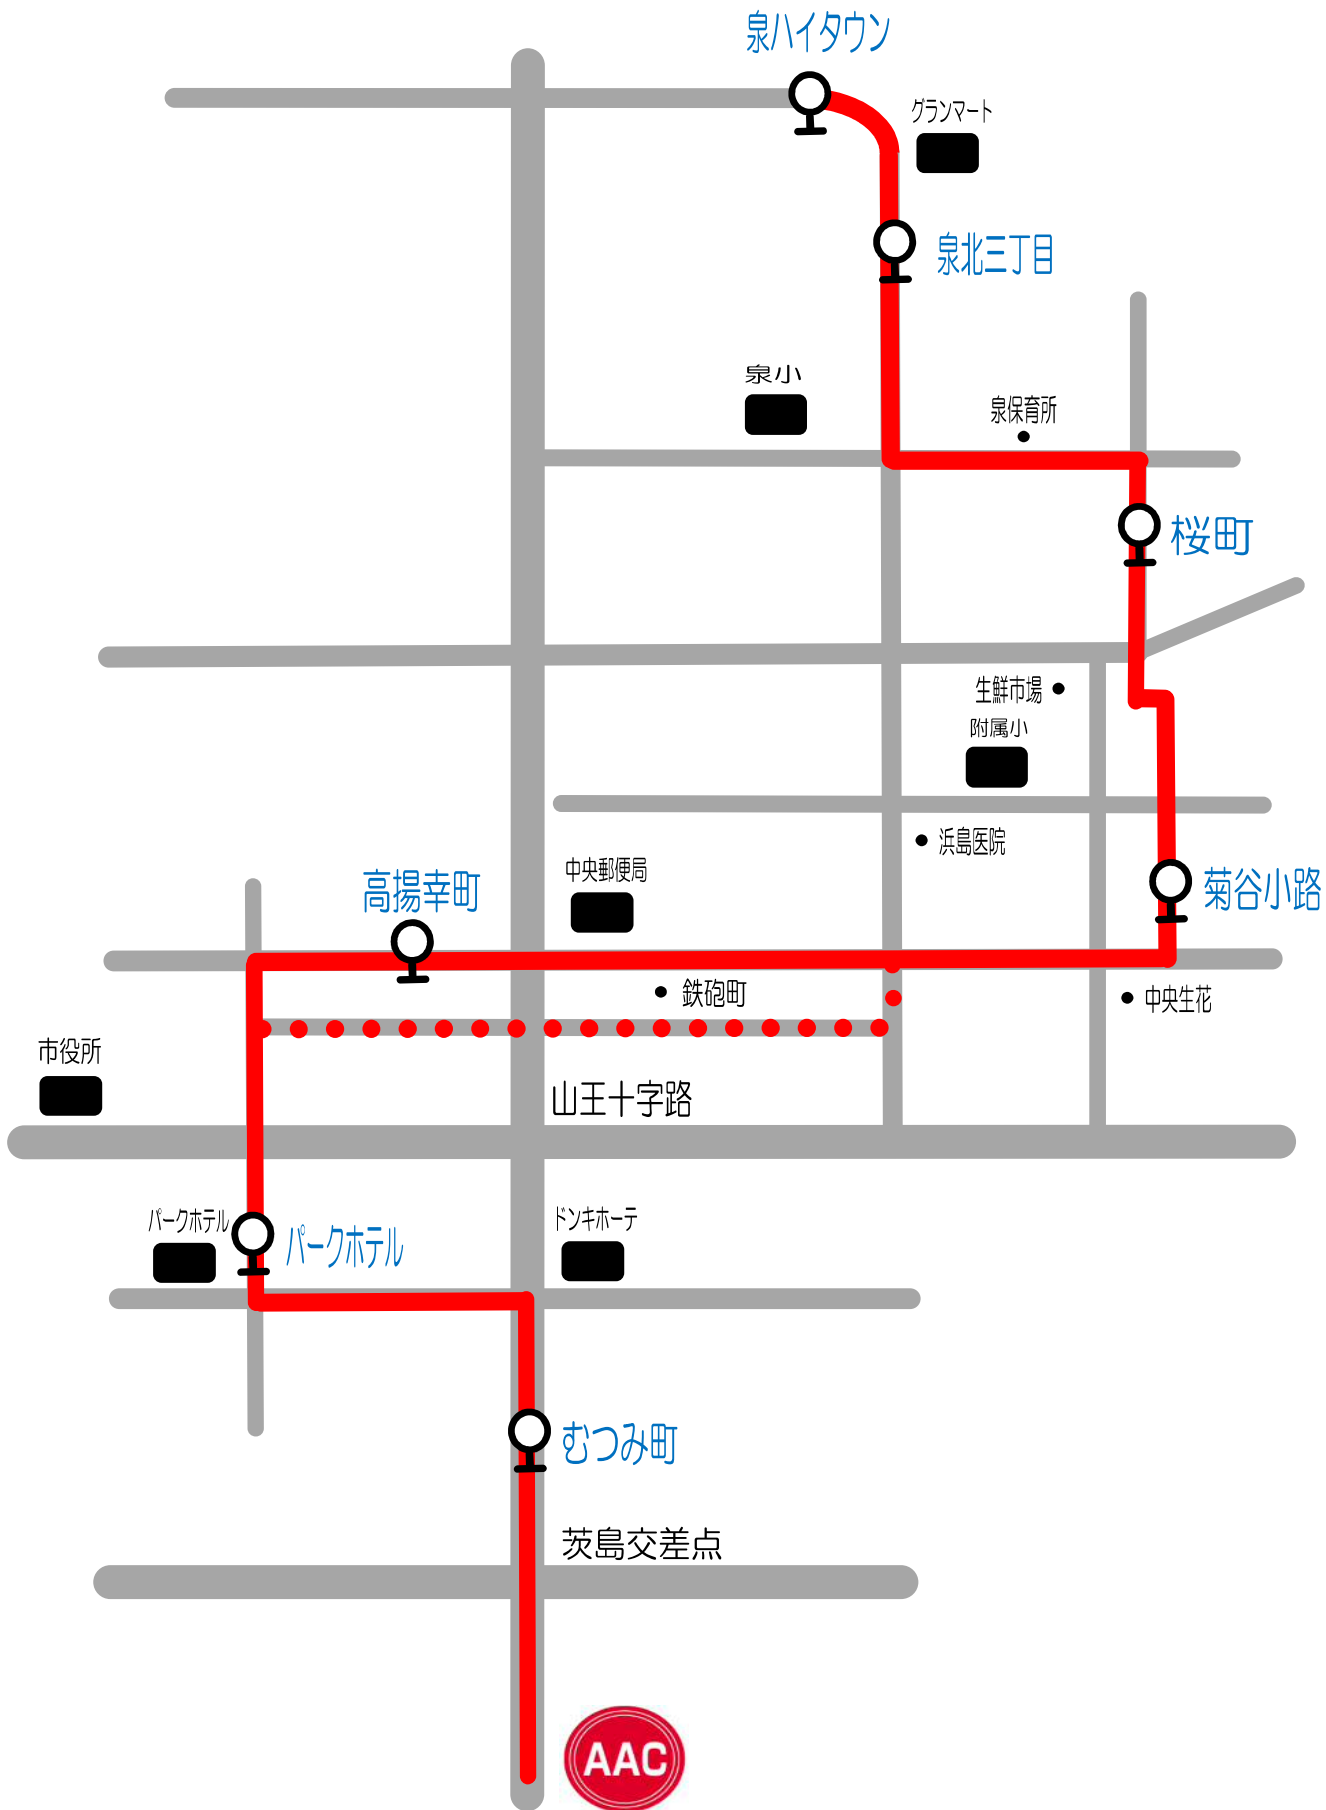 泉ハイタウン
グランマート
泉北三丁目
泉小
泉保育所
桜町
生鮮市場
附属小
浜島医院
中央郵便局
高揚幸町
菊谷小路
鉄砲町
中央生花
市役所
山王十字路
パークホテル
ドンキホーテ
パークホテル
むつみ町
茨島交差点
AAC